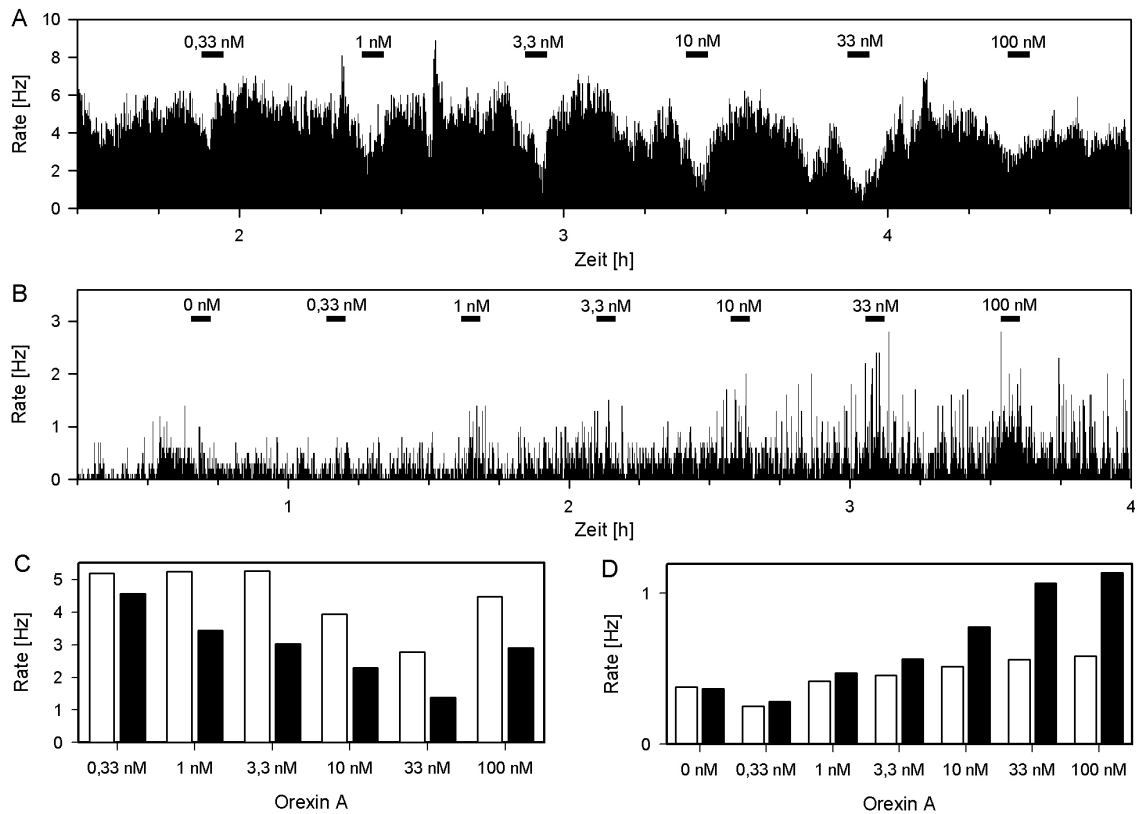 A
Rate [Hz]
10
8
6
4
2
0
0,33 nM 1 nM 3,3 nM 10 nM 33 nM 100 nM
2 3 4
Zeit [h]
B
Rate [Hz]
3
2
1
0
0 nM 0,33 nM 1 nM 3,3 nM 10 nM 33 nM 100 nM
1 2 3 4
Zeit [h]
C
Rate [Hz]
5
4
3
2
1
0
0,33 nM 1 nM 3,3 nM 10 nM 33 nM 100 nM
Orexin A
D
Rate [Hz]
1
0
0 nM 0,33 nM 1 nM 3,3 nM 10 nM 33 nM 100 nM
Orexin A